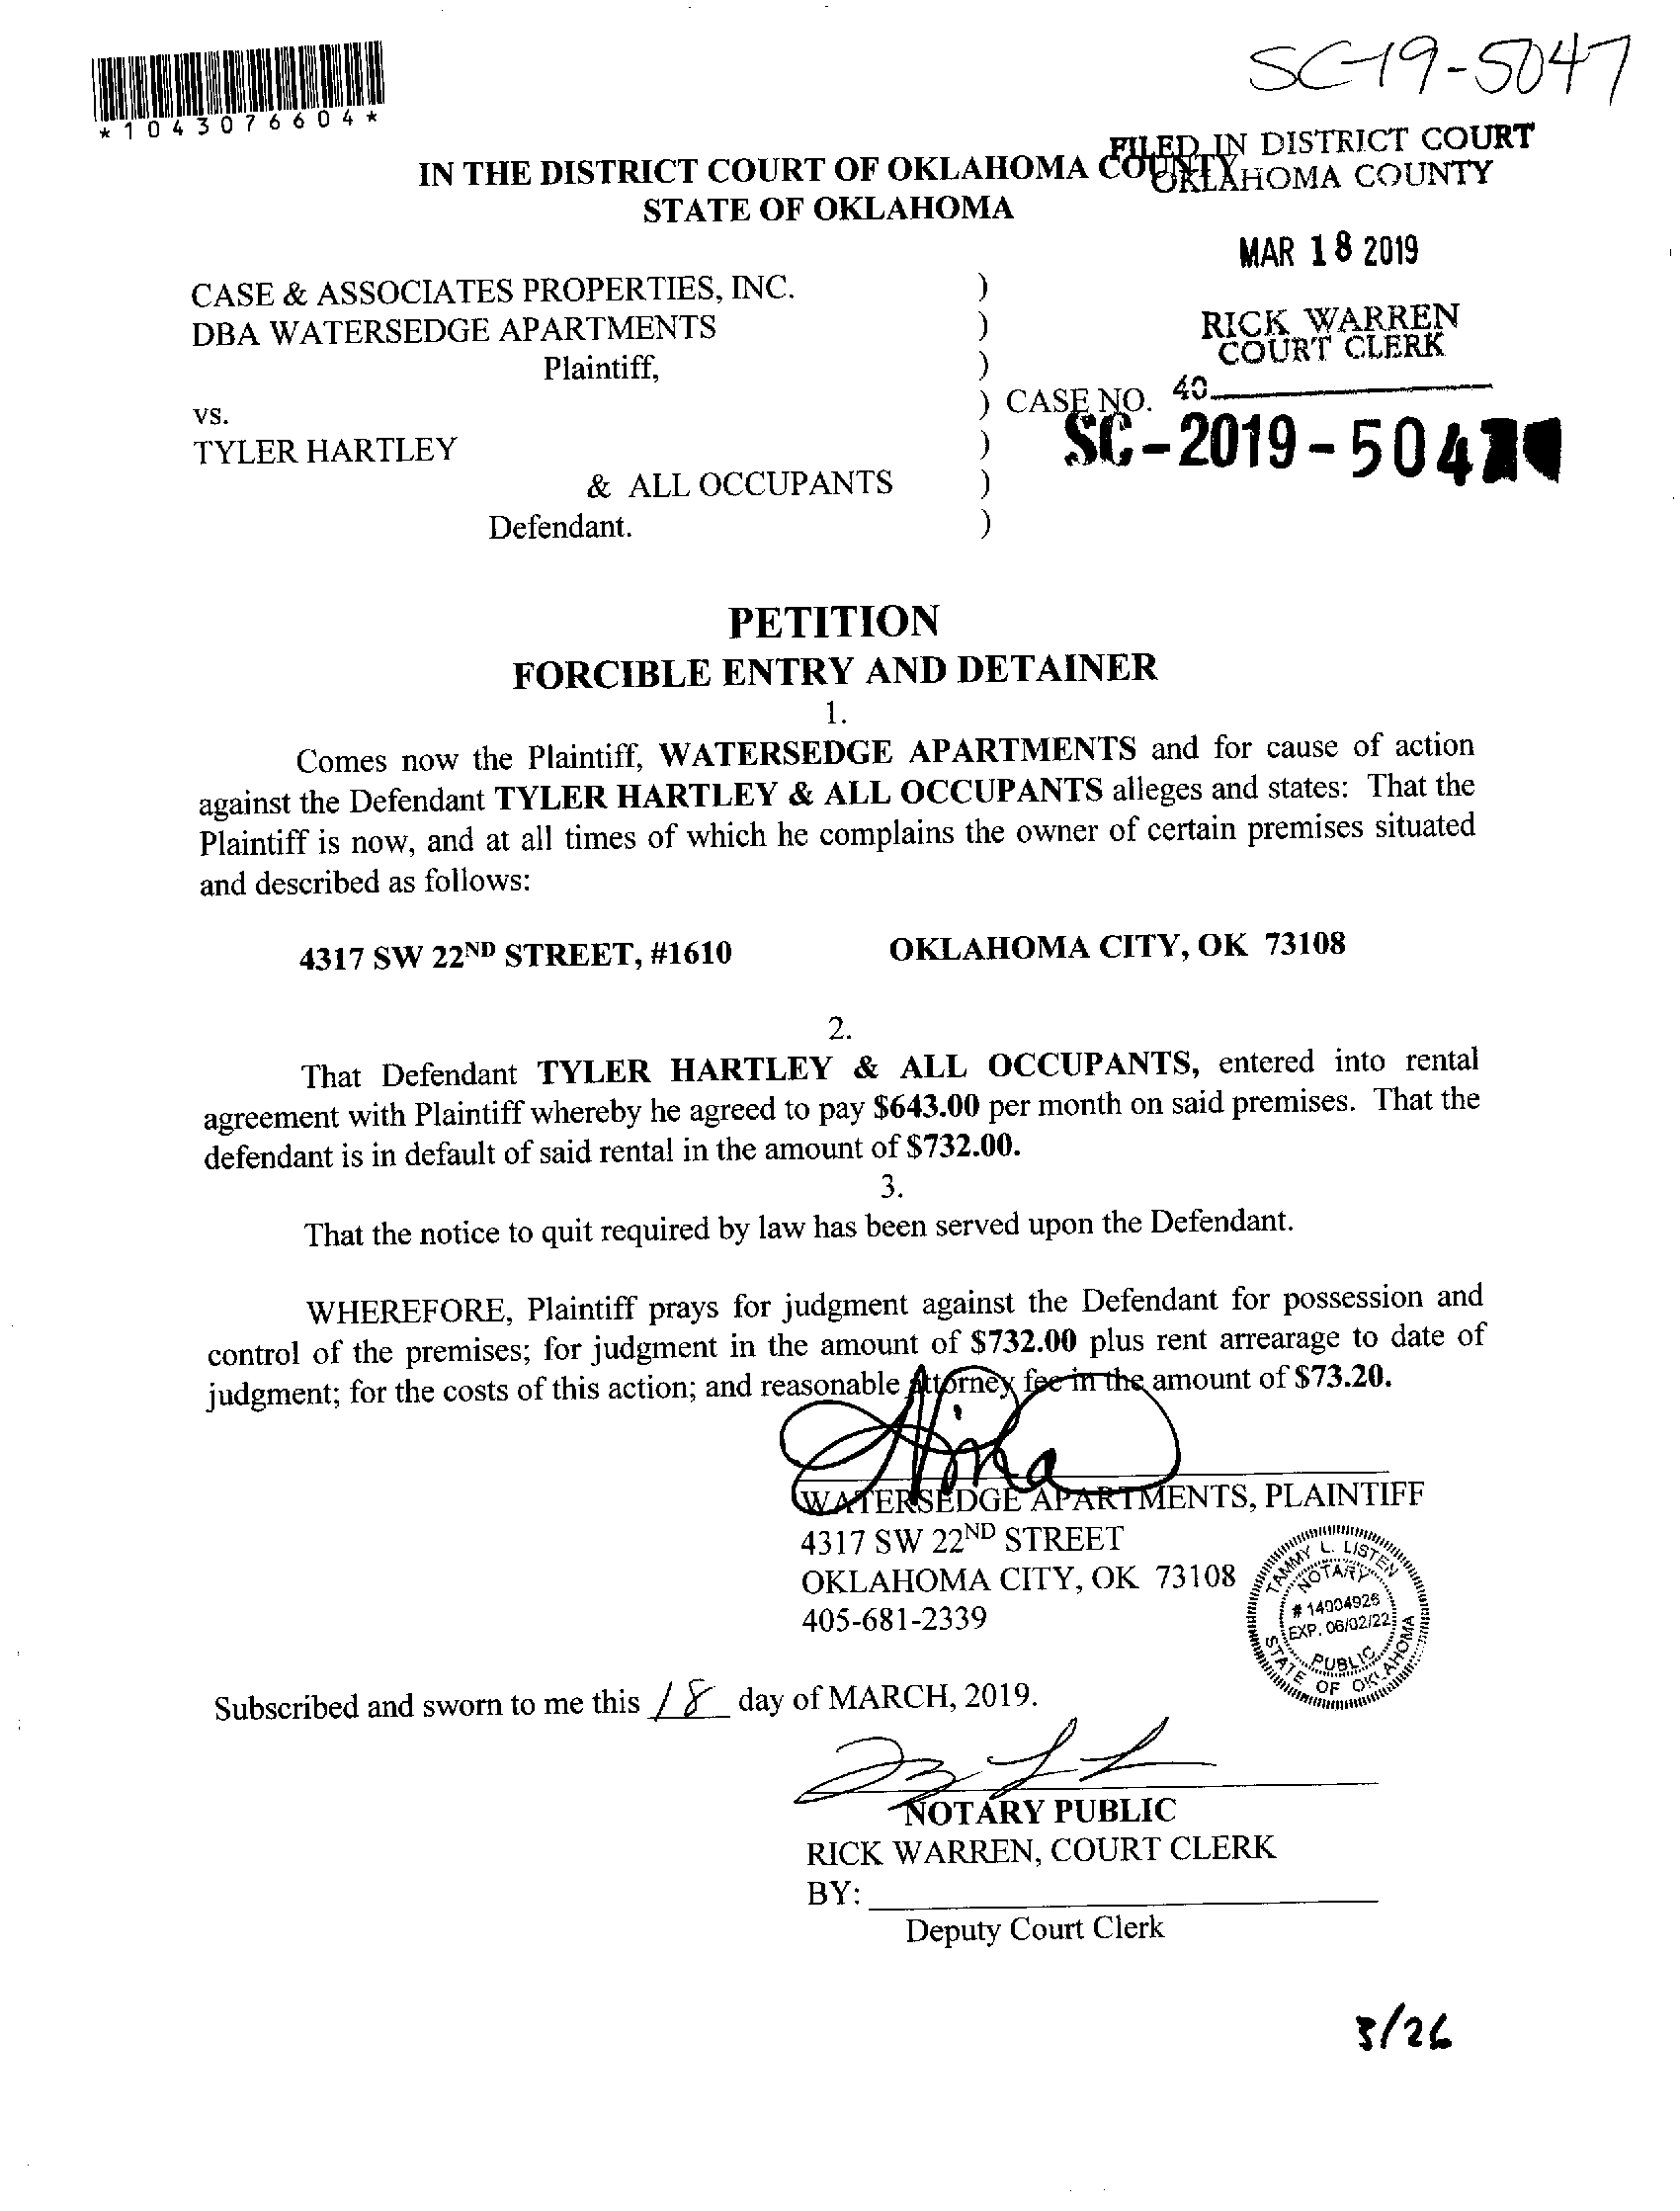 SC-19-5047
*1043076604*
FILED IN DISTRICT COURT
OKLAHOMA COUNTY
IN THE DISTRICT COURT OF OKLAHOMA COUNTY
STATE OF OKLAHOMA
MAR 18 2019
RICK WARREN
COURT CLERK
40
CASE & ASSOCIATES PROPERTIES, INC. )
DBA WATERSEDGE APARTMENTS )
Plaintiff, )
) CASE NO.
vs.
SC-2019-504
TYLER HARTLEY )
& ALL OCCUPANTS )
Defendant. )
PETITION
FORCIBLE ENTRY AND DETAINER
1.
Comes now the Plaintiff, WATERSEDGE APARTMENTS and for cause of action
against the Defendant TYLER HARTLEY & ALL OCCUPANTS alleges and states: That the
Plaintiff is now, and at all times of which he complains the owner of certain premises situated
and described as follows:
4317 SW 22ND STREET, #1610 OKLAHOMA CITY, OK 73108
2.
That Defendant TYLER HARTLEY & ALL OCCUPANTS, entered into rental
agreement with Plaintiff whereby he agreed to pay $643.00 per month on said premises. That the
defendant is in default of said rental in the amount of $732.00.
3.
That the notice to quit required by law has been served upon the Defendant.
WHEREFORE, Plaintiff prays for judgment against the Defendant for possession and
control of the premises; for judgment in the amount of $732.00 plus rent arrearage to date of
judgment; for the costs of this action; and reasonable attorney fee in the amount of $73.20.
WATERSEDGE APARTMENTS, PLAINTIFF
4317 SW 22ND STREET
OKLAHOMA CITY, OK 73108
405-681-2339
TAMMY L. LISTEN
NOTARY
# 14004926
EXP. 06/02/22
PUBLIC
STATE OF OKLAHOMA
Subscribed and sworn to me this 18 day of MARCH, 2019.
NOTARY PUBLIC
RICK WARREN, COURT CLERK
BY:
Deputy Court Clerk
3/26